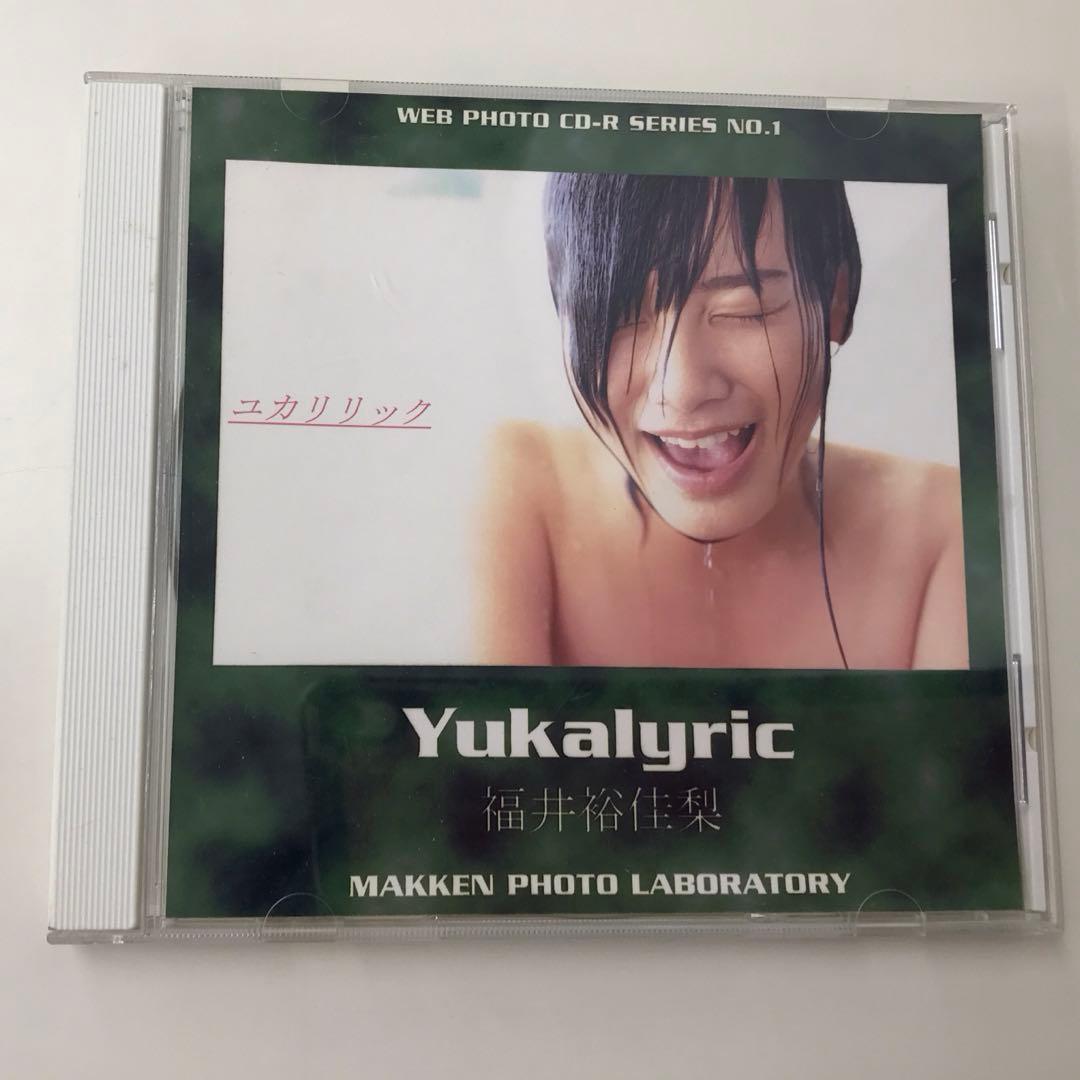 WEB PHOTO CD-R SERIES NO.1
ユカリリック
Yukalyric
福井裕佳梨
MAKKEN PHOTO LABORATORY